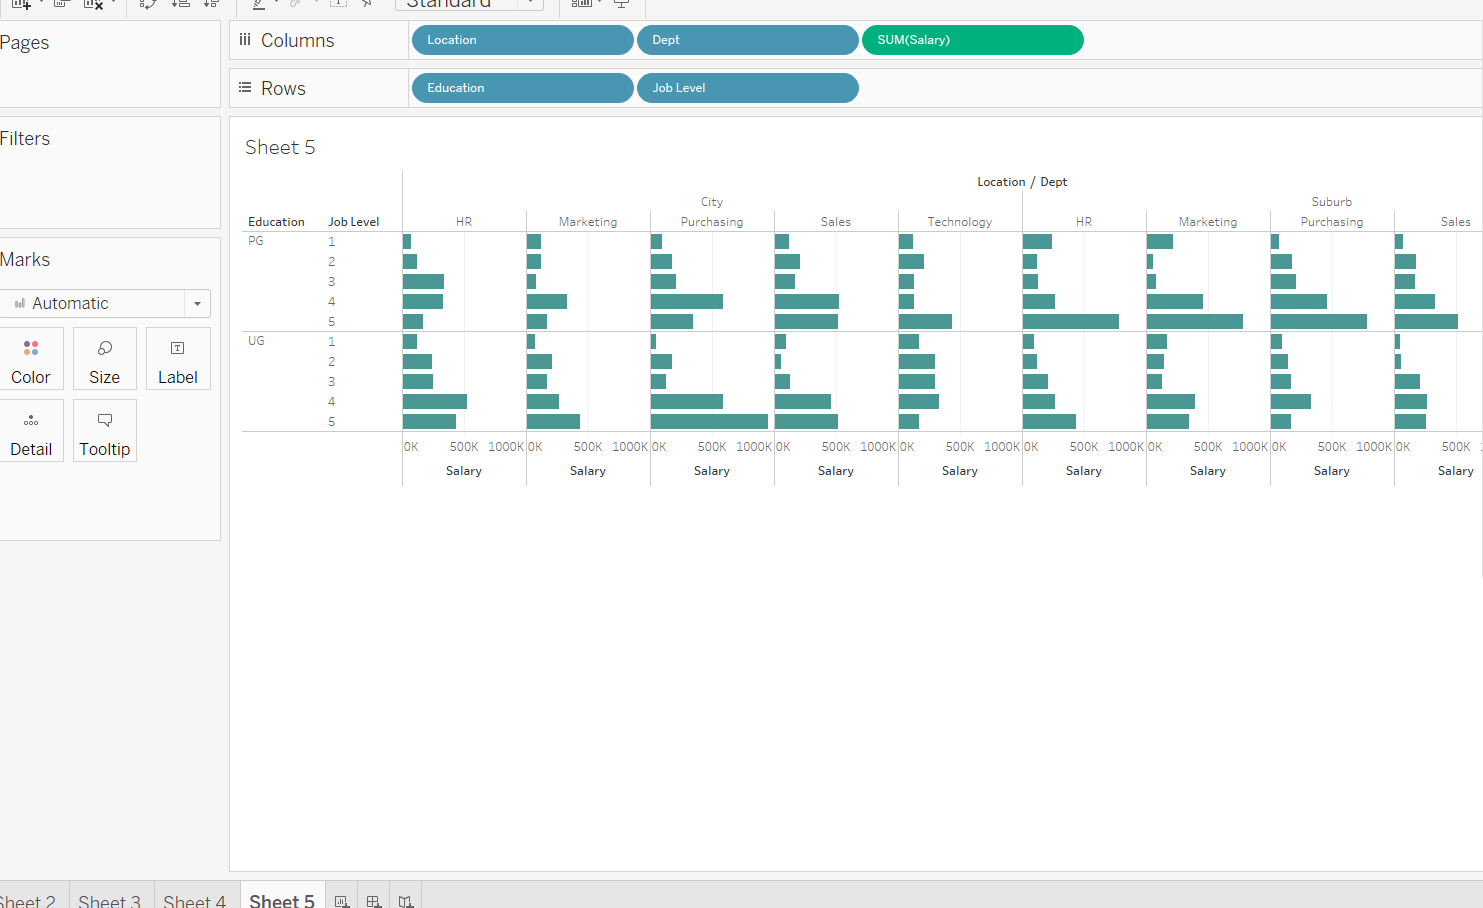 Standard
Pages
Columns Location Dept SUM(Salary)
Rows Education Job Level
Filters
Sheet 5
Location / Dept
City Suburb
Education Job Level HR Marketing Purchasing Sales Technology HR Marketing Purchasing Sales
PG 1
2
3
4
5
UG 1
2
3
4
5
0K 500K 1000K 0K 500K 1000K 0K 500K 1000K 0K 500K 1000K 0K 500K 1000K 0K 500K 1000K 0K 500K 1000K 0K 500K 1000K 0K 500K
Salary Salary Salary Salary Salary Salary Salary Salary Salary
Marks
Automatic
Color Size Label
Detail Tooltip
Sheet 2 Sheet 3 Sheet 4 Sheet 5